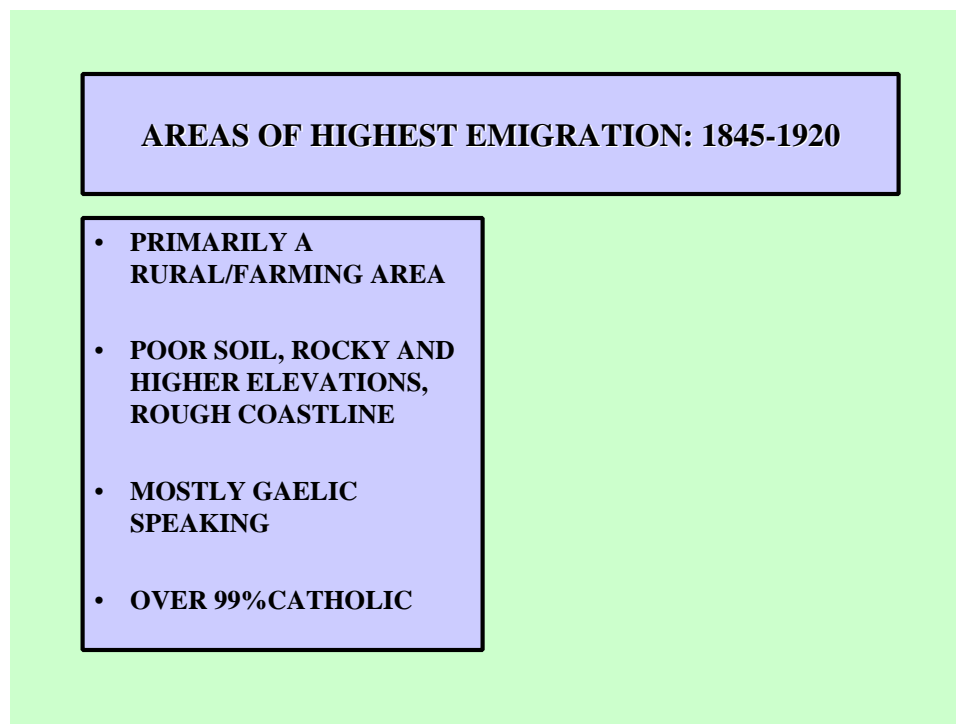 AREAS OF HIGHEST EMIGRATION: 1845-1920
• PRIMARILY A
RURAL/FARMING AREA
• POOR SOIL, ROCKY AND
HIGHER ELEVATIONS,
ROUGH COASTLINE
• MOSTLY GAELIC
SPEAKING
• OVER 99%CATHOLIC